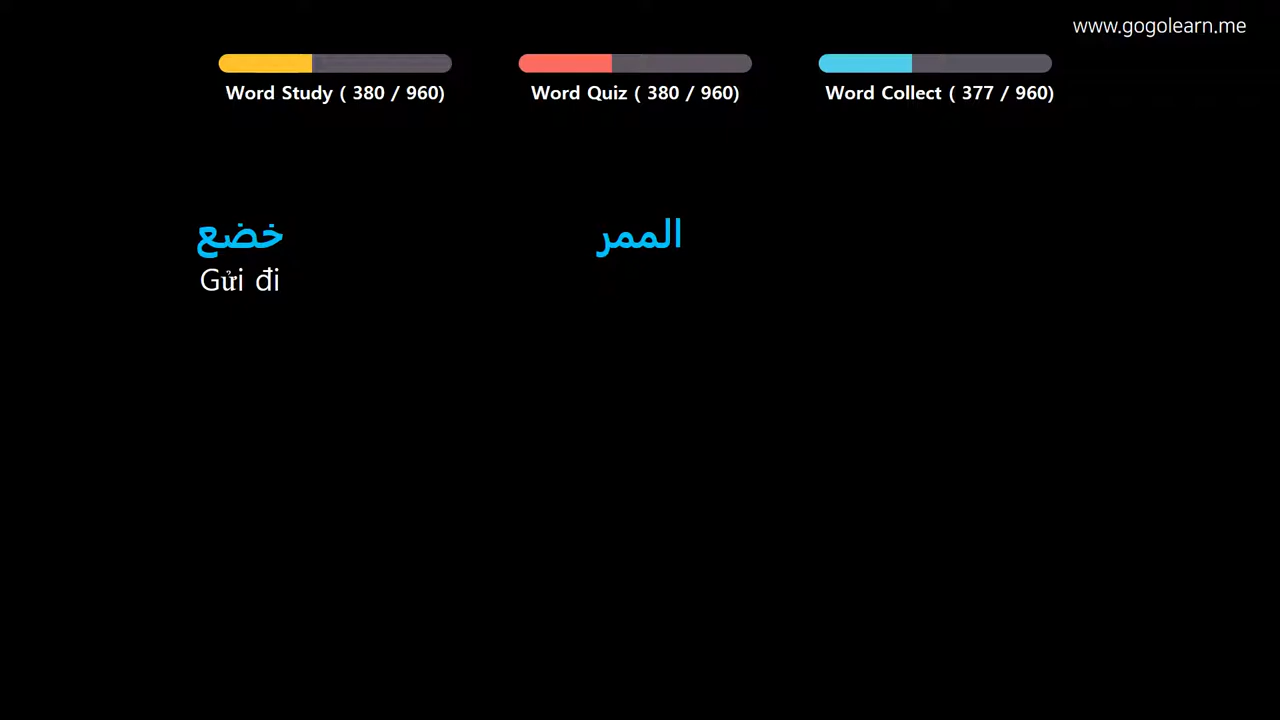 www.gogolearn.me
Word Study ( 380 / 960)
Word Quiz ( 380 / 960)
Word Collect ( 377 / 960)
خضع
Gửi đi
الممر